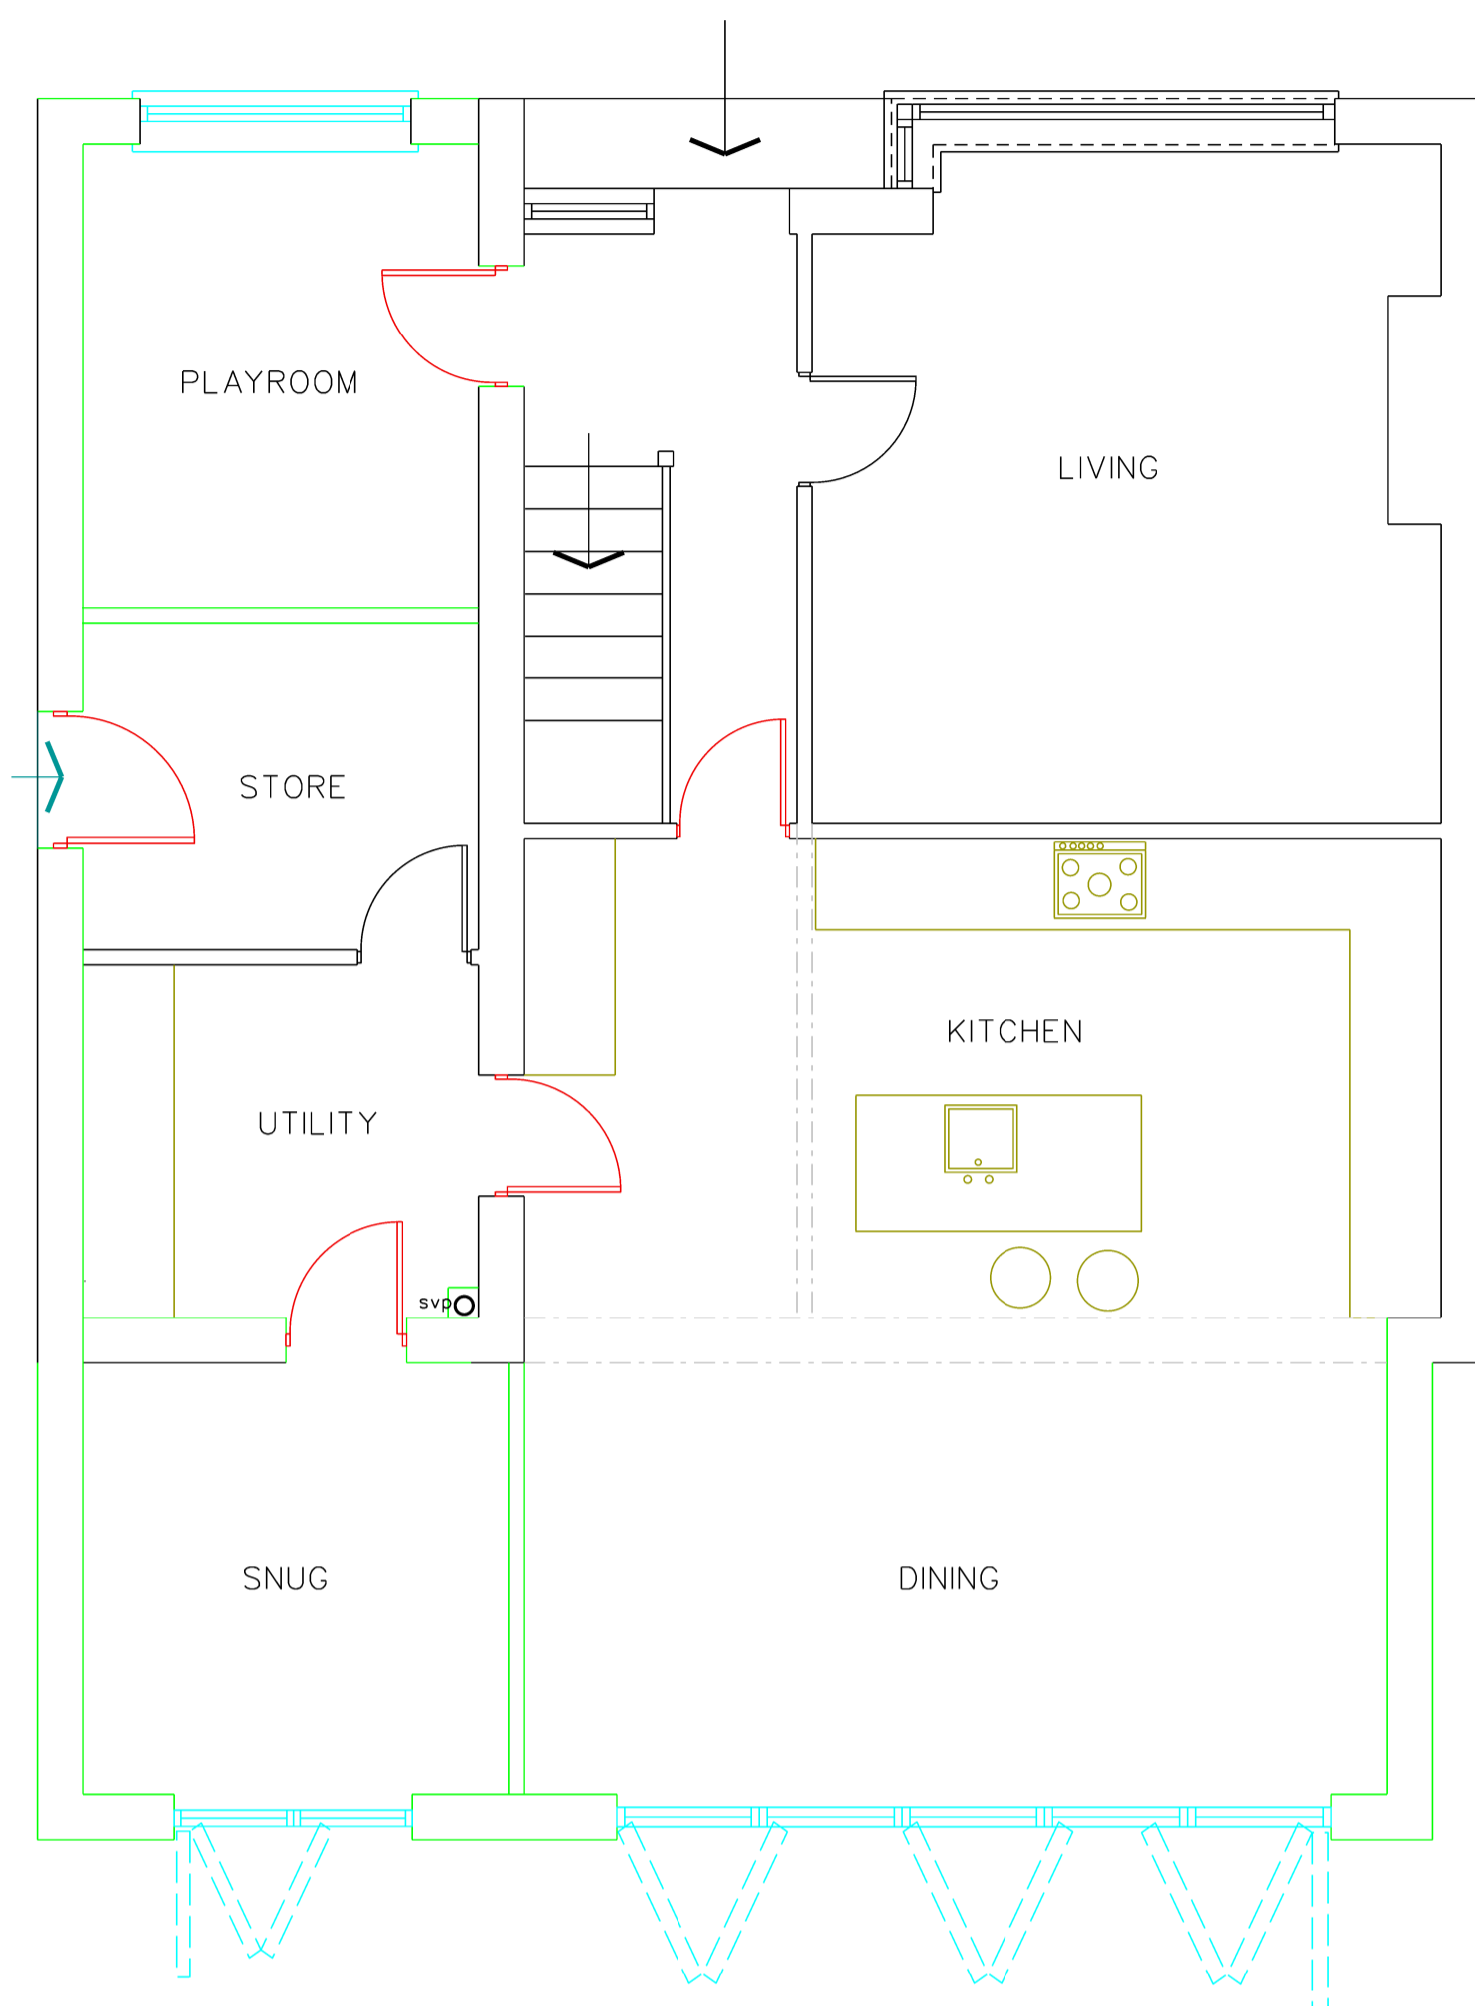 PLAYROOM
LIVING
STORE
KITCHEN
UTILITY
svp
SNUG
DINING